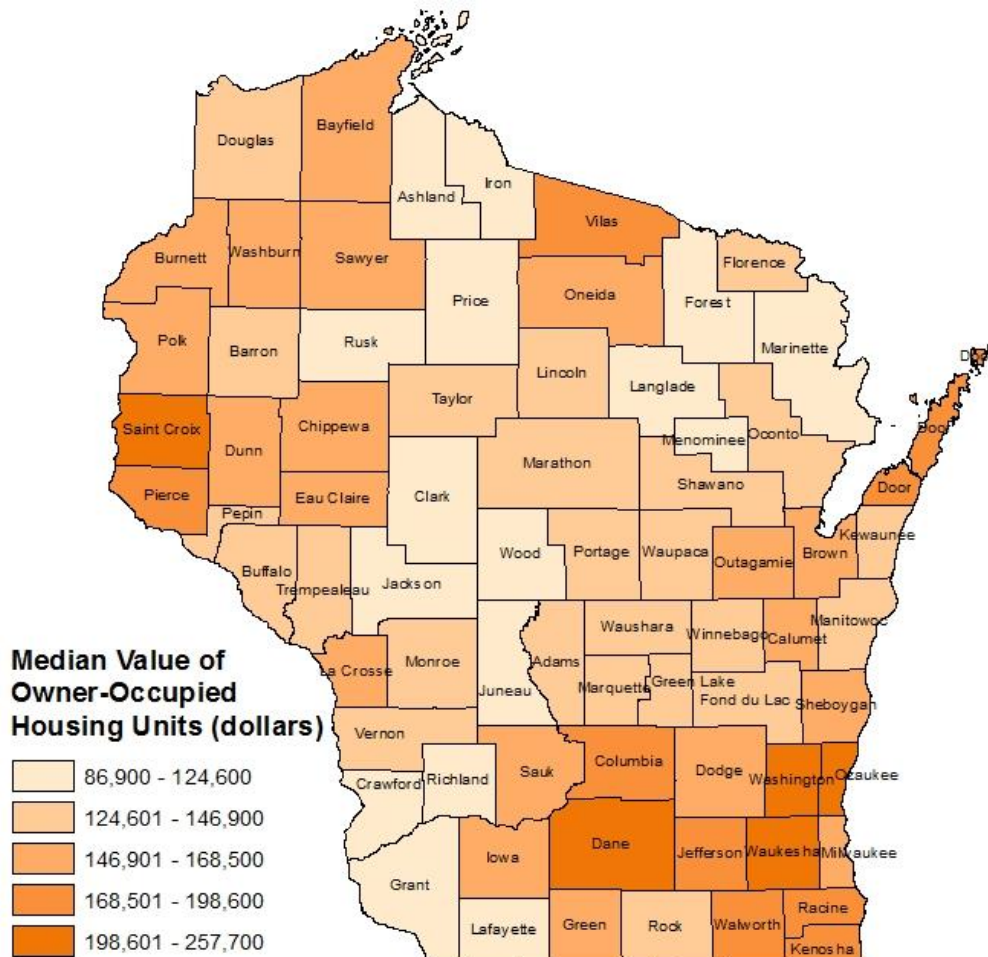 Douglas
Bayfield
Ashland
Iron
Vilas
Florence
Burnett
Washburn
Sawyer
Price
Oneida
Forest
Marinette
Polk
Barron
Rusk
Lincoln
Langlade
Taylor
Saint Croix
Dunn
Chippewa
Menominee
Oconto
Door
Marathon
Shawano
Pierce
Eau Claire
Clark
Door
Pepin
Wood
Portage
Waupaca
Outagamie
Brown
Kewaunee
Buffalo
Trempealeau
Jackson
Waushara
Winnebago
Calumet
Manitowoc
La Crosse
Monroe
Juneau
Adams
Marquette
Green Lake
Fond du Lac
Sheboygan
Vernon
Crawford
Richland
Sauk
Columbia
Dodge
Washington
Ozaukee
Grant
Iowa
Dane
Jefferson
Waukesha
Milwaukee
Lafayette
Green
Rock
Walworth
Racine
Kenosha
Median Value of
Owner-Occupied
Housing Units (dollars)
86,900 - 124,600
124,601 - 146,900
146,901 - 168,500
168,501 - 198,600
198,601 - 257,700